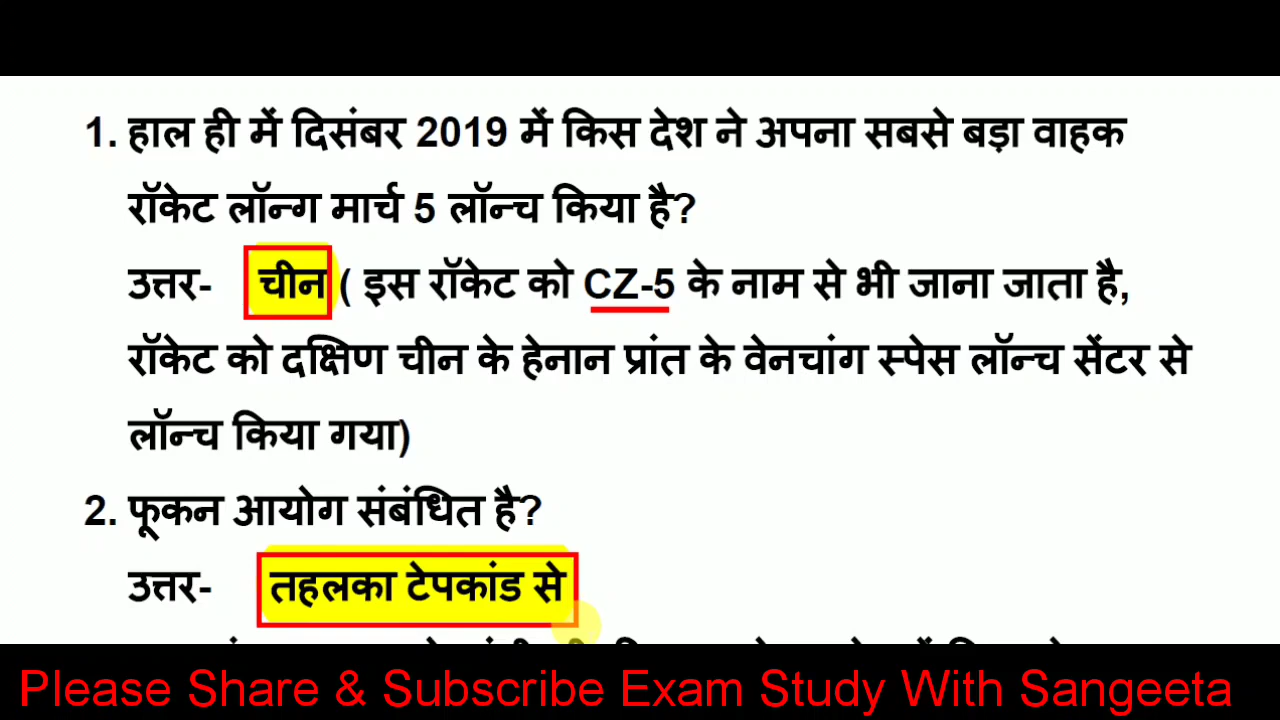 1. हाल ही में दिसंबर 2019 में किस देश ने अपना सबसे बड़ा वाहक
रॉकेट लॉन्ग मार्च 5 लॉन्च किया है?
उत्तर- चीन ( इस रॉकेट को CZ-5 के नाम से भी जाना जाता है,
रॉकेट को दक्षिण चीन के हेनान प्रांत के वेनचांग स्पेस लॉन्च सेंटर से
लॉन्च किया गया)
2. फूकन आयोग संबंधित है?
उत्तर- तहलका टेपकांड से
Please Share & Subscribe Exam Study With Sangeeta